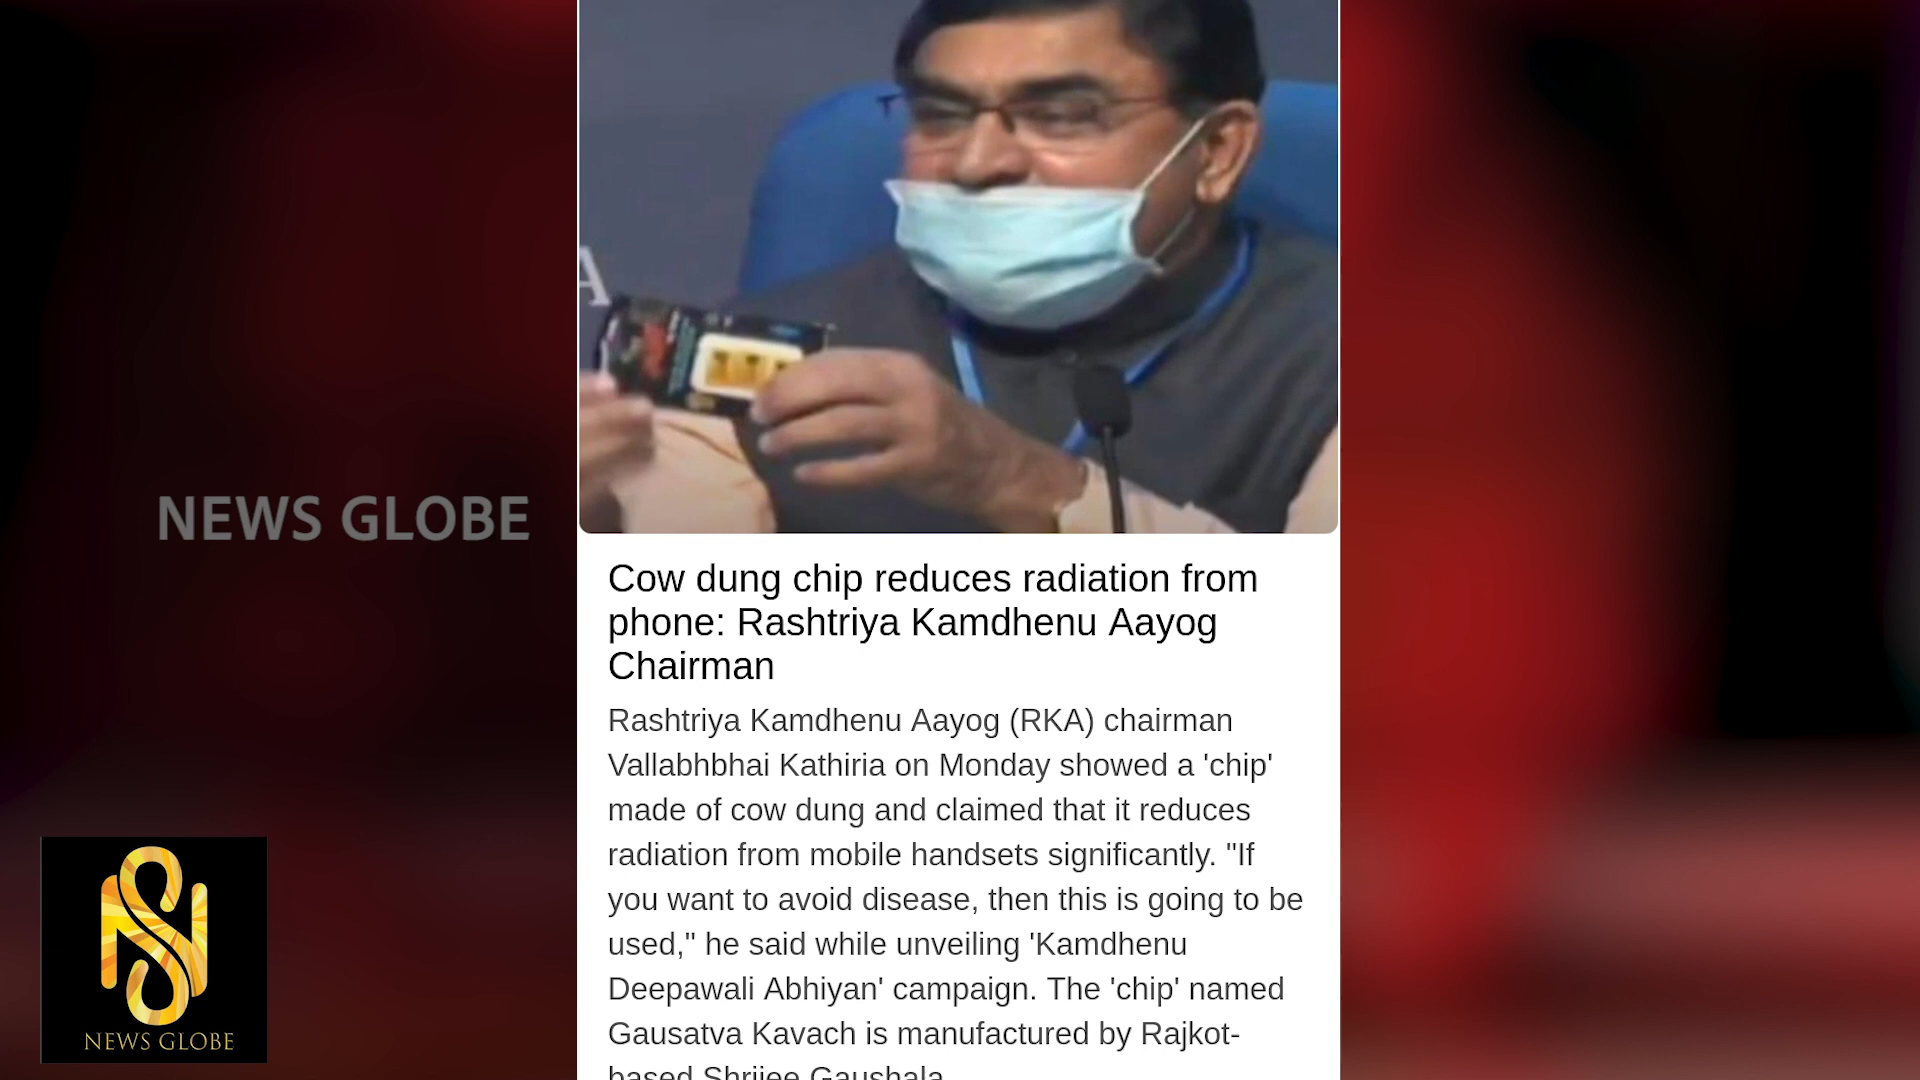 A
NEWS GLOBE
Cow dung chip reduces radiation from
phone: Rashtriya Kamdhenu Aayog
Chairman
Rashtriya Kamdhenu Aayog (RKA) chairman
Vallabhbhai Kathiria on Monday showed a 'chip'
made of cow dung and claimed that it reduces
radiation from mobile handsets significantly. "If
you want to avoid disease, then this is going to be
used," he said while unveiling 'Kamdhenu
Deepawali Abhiyan' campaign. The 'chip' named
Gausatva Kavach is manufactured by Rajkot-
based Shrijee Gaushala.
NEWS GLOBE